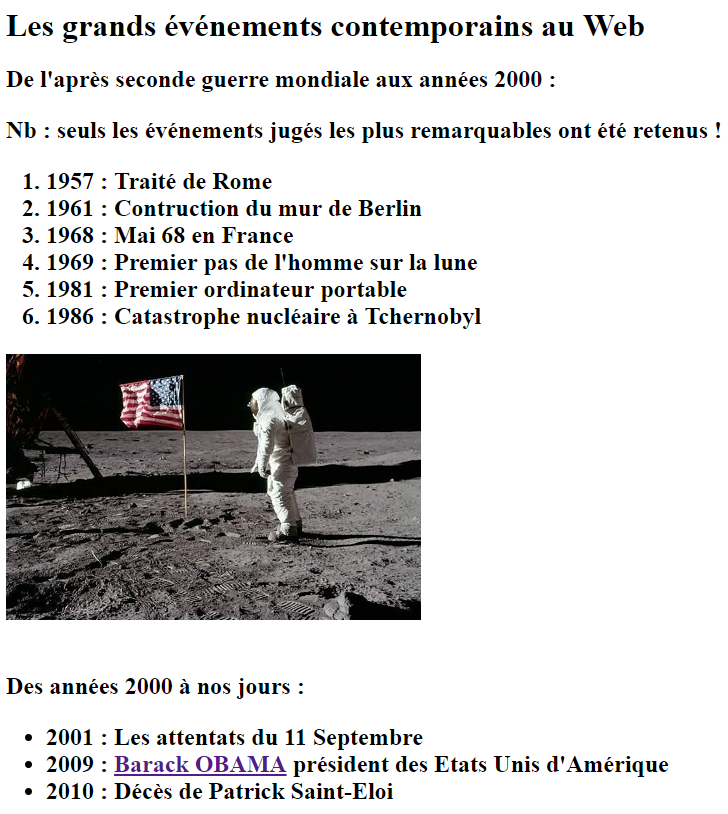 Les grands événements contemporains au Web
De l'après seconde guerre mondiale aux années 2000 :
Nb : seuls les événements jugés les plus remarquables ont été retenus !
1. 1957 : Traité de Rome
2. 1961 : Contruction du mur de Berlin
3. 1968 : Mai 68 en France
4. 1969 : Premier pas de l'homme sur la lune
5. 1981 : Premier ordinateur portable
6. 1986 : Catastrophe nucléaire à Tchernobyl
Des années 2000 à nos jours :
• 2001 : Les attentats du 11 Septembre
• 2009 : Barack OBAMA président des Etats Unis d'Amérique
• 2010 : Décès de Patrick Saint-Eloi